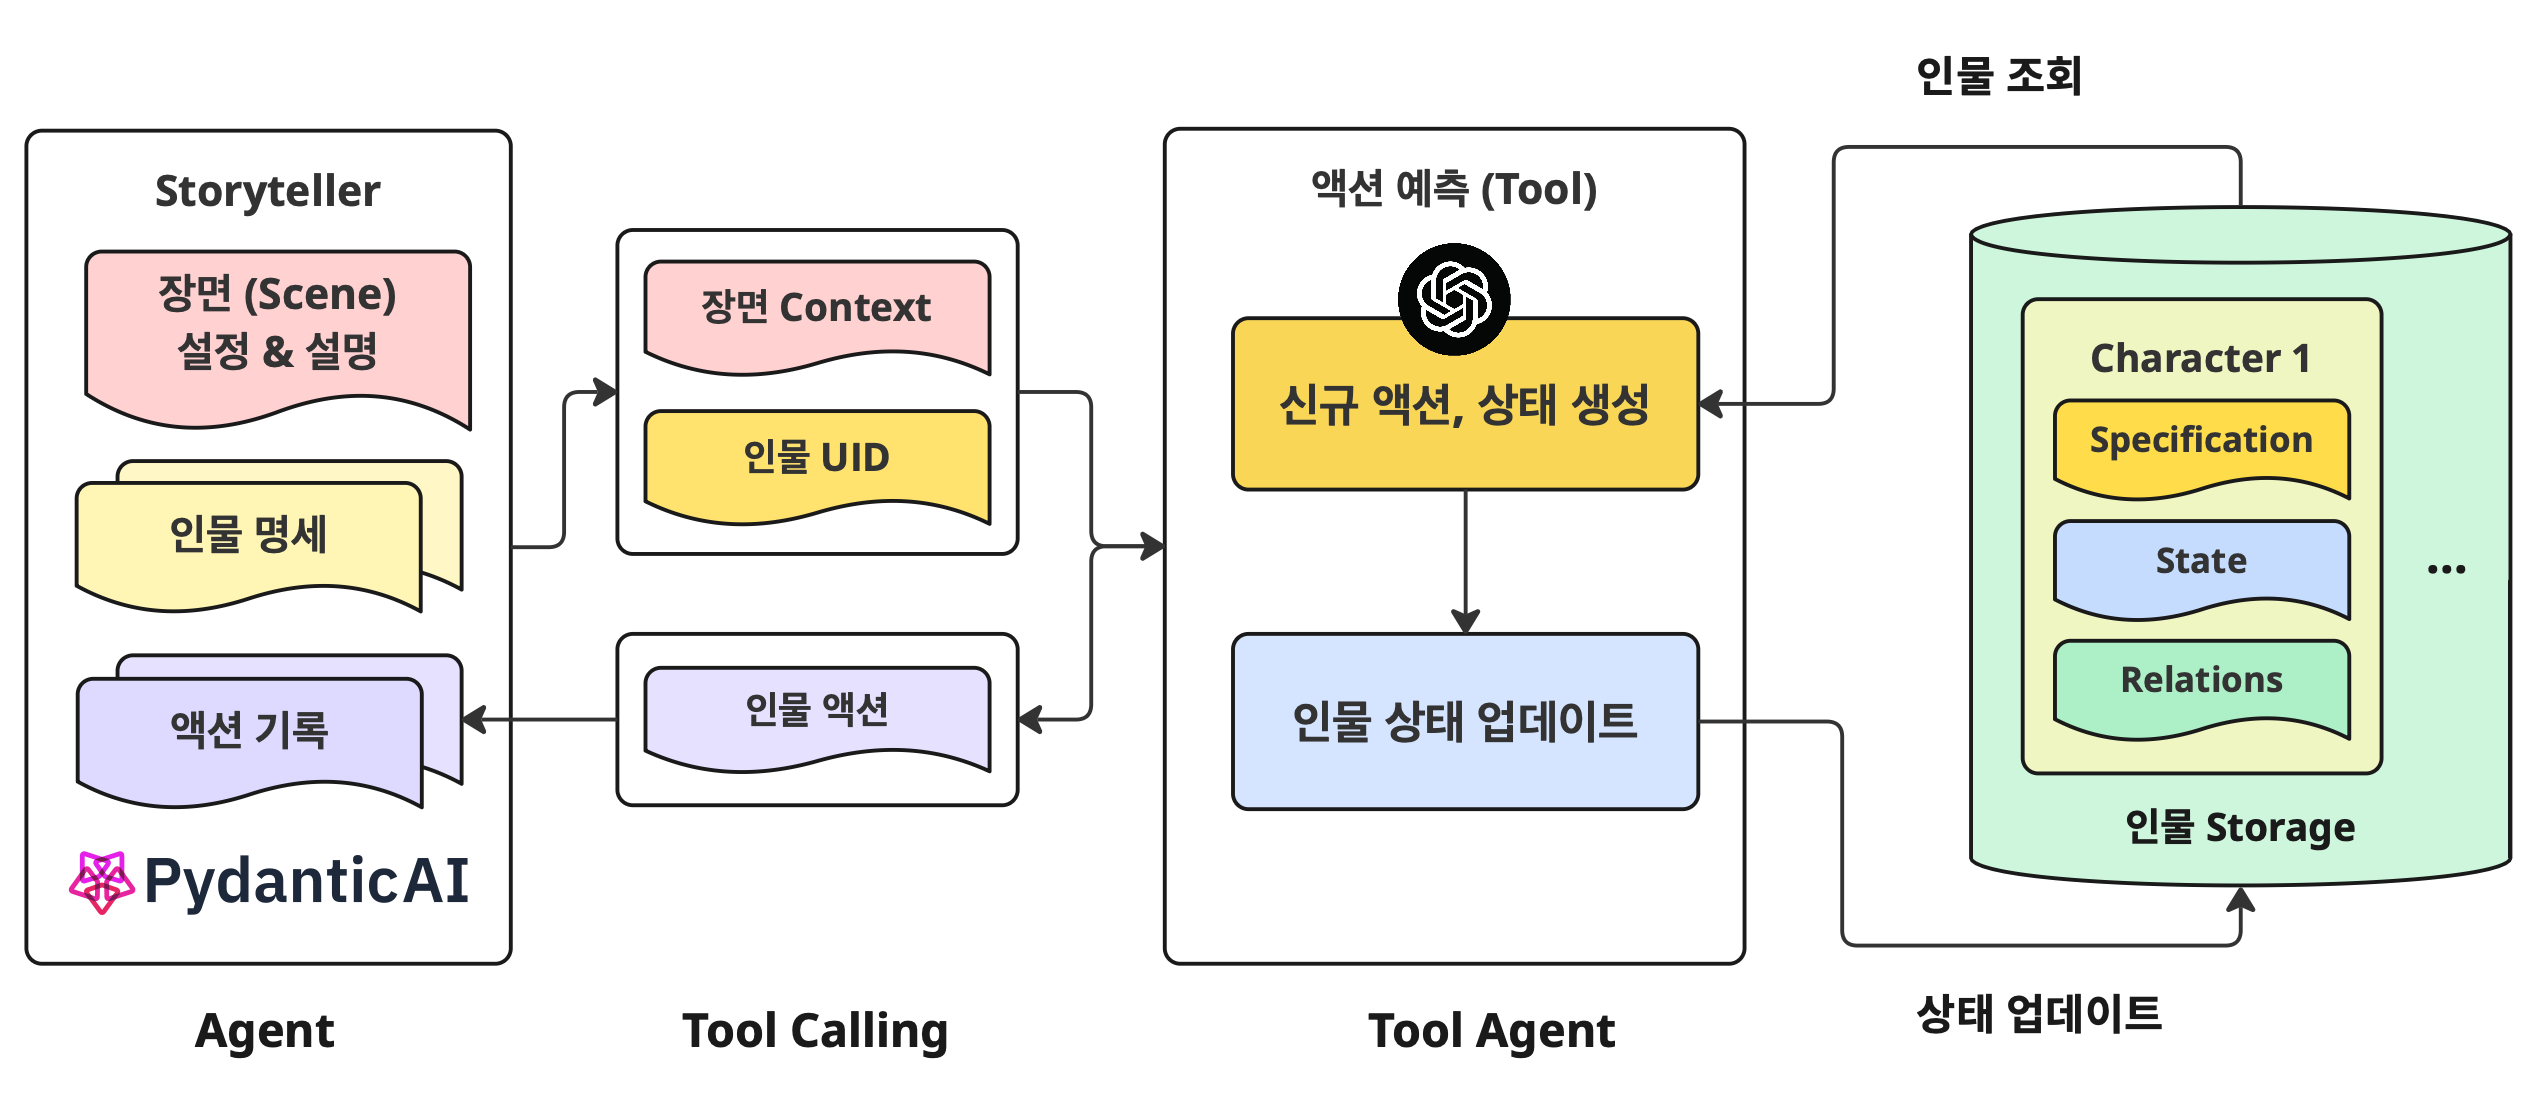 Storyteller
장면 (Scene)
설정 & 설명
인물 명세
액션 기록
PydanticAI
Agent
장면 Context
인물 UID
인물 액션
Tool Calling
액션 예측 (Tool)
신규 액션, 상태 생성
인물 상태 업데이트
Tool Agent
인물 조회
Character 1
Specification
State
Relations
...
인물 Storage
상태 업데이트